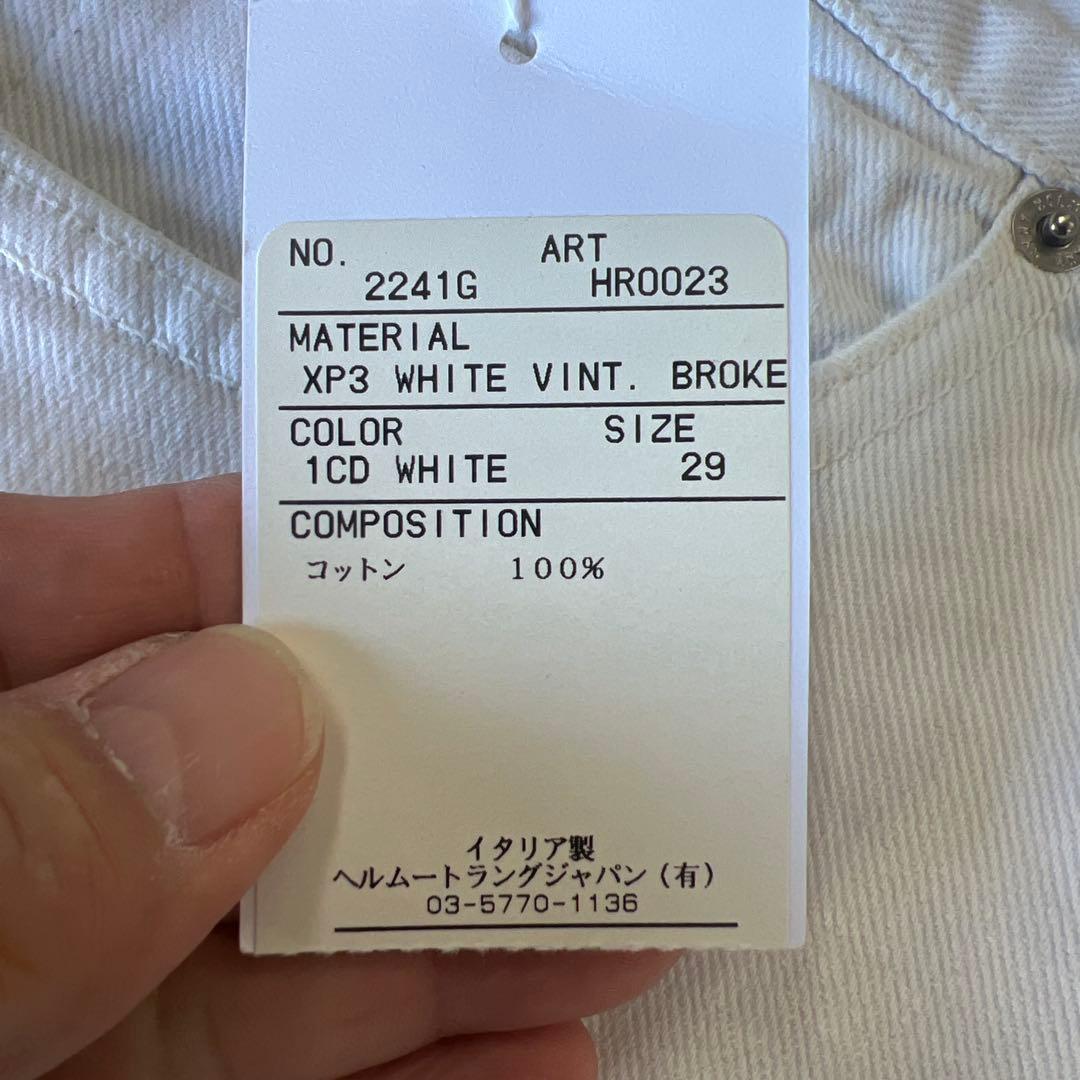 NO. ART
2241G HR0023
MATERIAL
XP3 WHITE VINT. BROKE
COLOR SIZE
1CD WHITE 29
COMPOSITION
コットン 100%
イタリア製
ヘルムートラングジャパン（有）
03-5770-1136